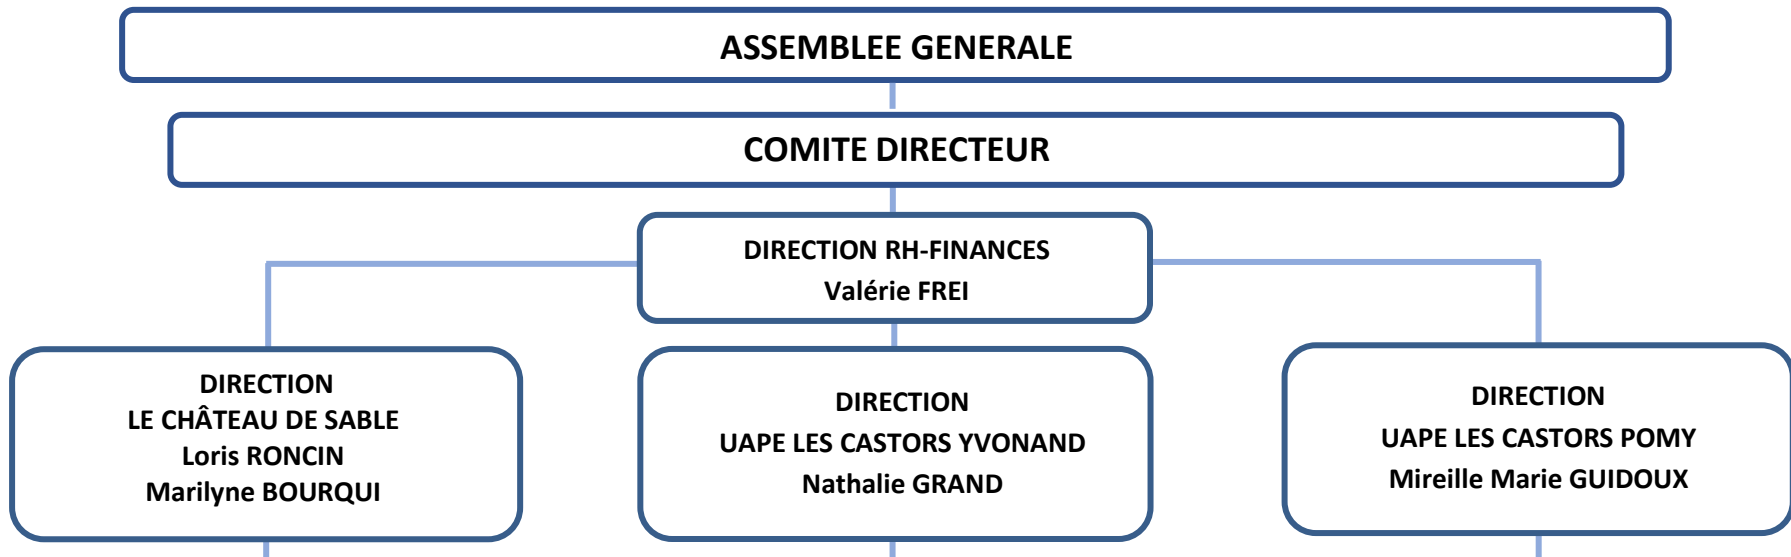 ASSEMBLEE GENERALE
COMITE DIRECTEUR
DIRECTION RH-FINANCES
Valérie FREI
DIRECTION
LE CHÂTEAU DE SABLE
Loris RONCIN
Marilyne BOURQUI
DIRECTION
UAPE LES CASTORS YVONAND
Nathalie GRAND
DIRECTION
UAPE LES CASTORS POMY
Mireille Marie GUIDOUX